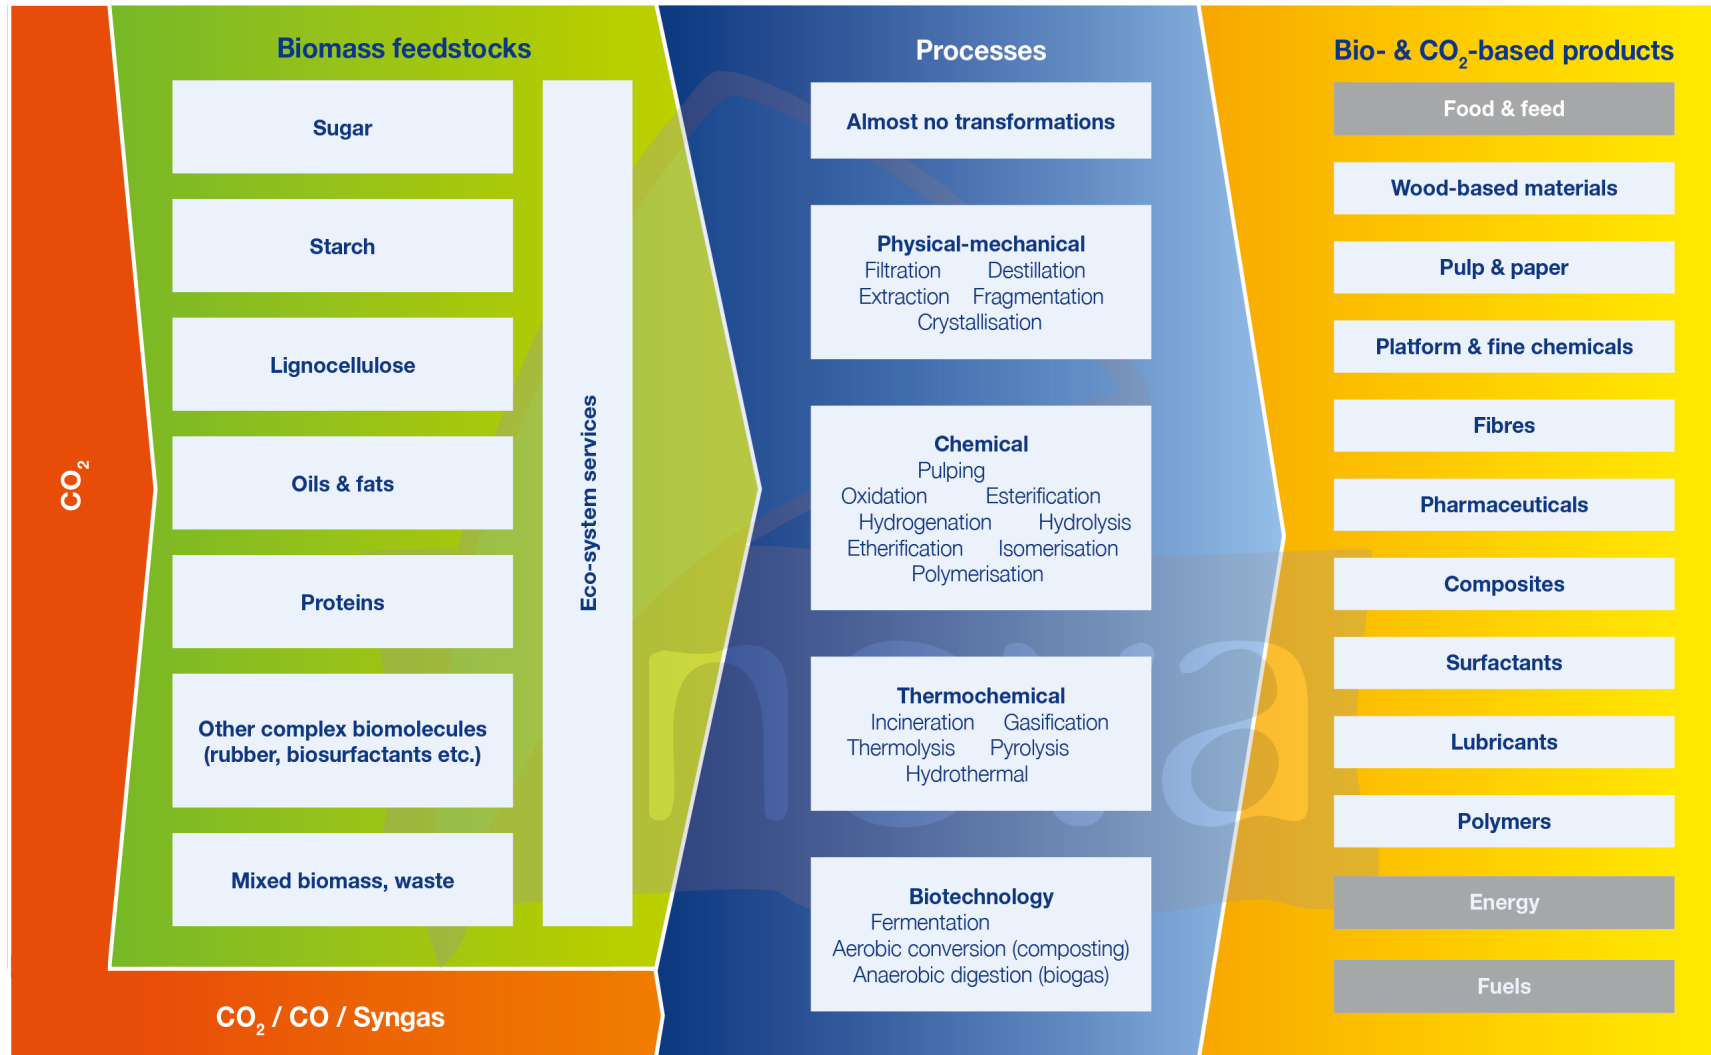 CO₂
Biomass feedstocks
Sugar
Starch
Lignocellulose
Oils & fats
Proteins
Other complex biomolecules
(rubber, biosurfactants etc.)
Mixed biomass, waste
Eco-system services
CO₂ / CO / Syngas
Processes
Almost no transformations
Physical-mechanical
Filtration Destillation
Extraction Fragmentation
Crystallisation
Chemical
Pulping
Oxidation Esterification
Hydrogenation Hydrolysis
Etherification Isomerisation
Polymerisation
Thermochemical
Incineration Gasification
Thermolysis Pyrolysis
Hydrothermal
Biotechnology
Fermentation
Aerobic conversion (composting)
Anaerobic digestion (biogas)
Bio- & CO₂-based products
Food & feed
Wood-based materials
Pulp & paper
Platform & fine chemicals
Fibres
Pharmaceuticals
Composites
Surfactants
Lubricants
Polymers
Energy
Fuels
nova